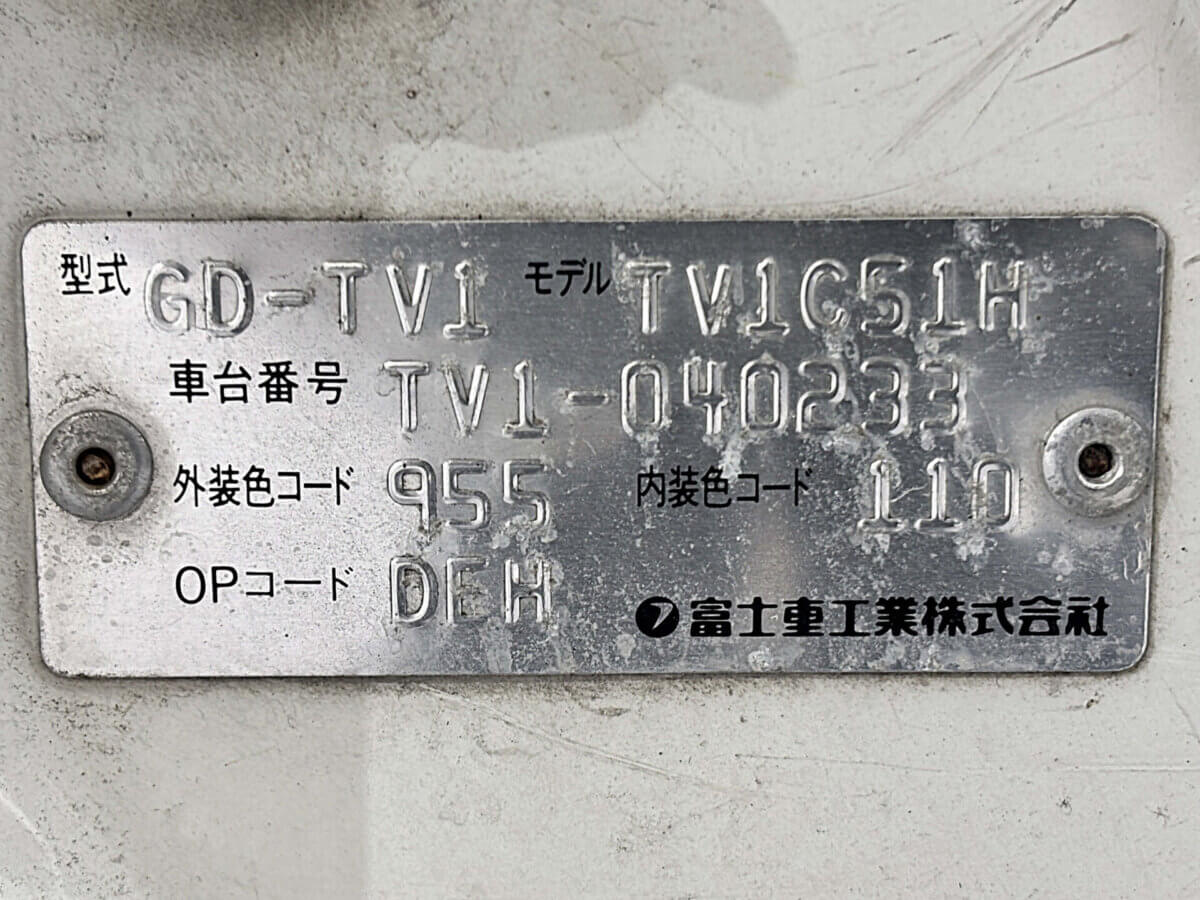 型式 GD-TV1 モデル TV1C51H
車台番号 TV1-040233
外装色コード 955 内装色コード 110
OPコード DEH
富士重工業株式会社